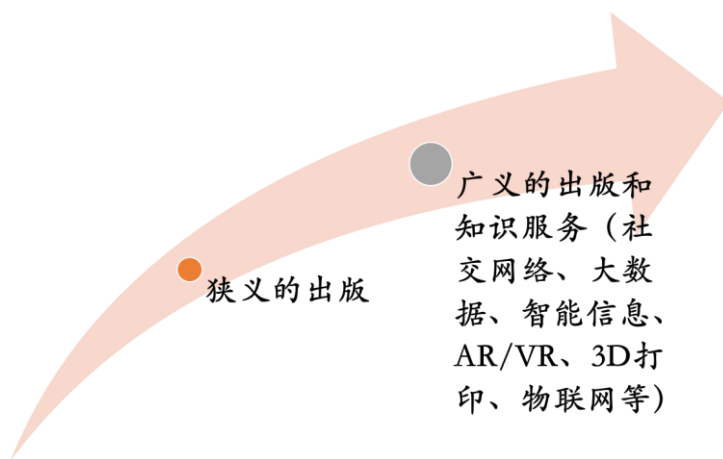 狭义的出版
广义的出版和
知识服务（社
交网络、大数
据、智能信息、
AR/VR、3D打
印、物联网等）